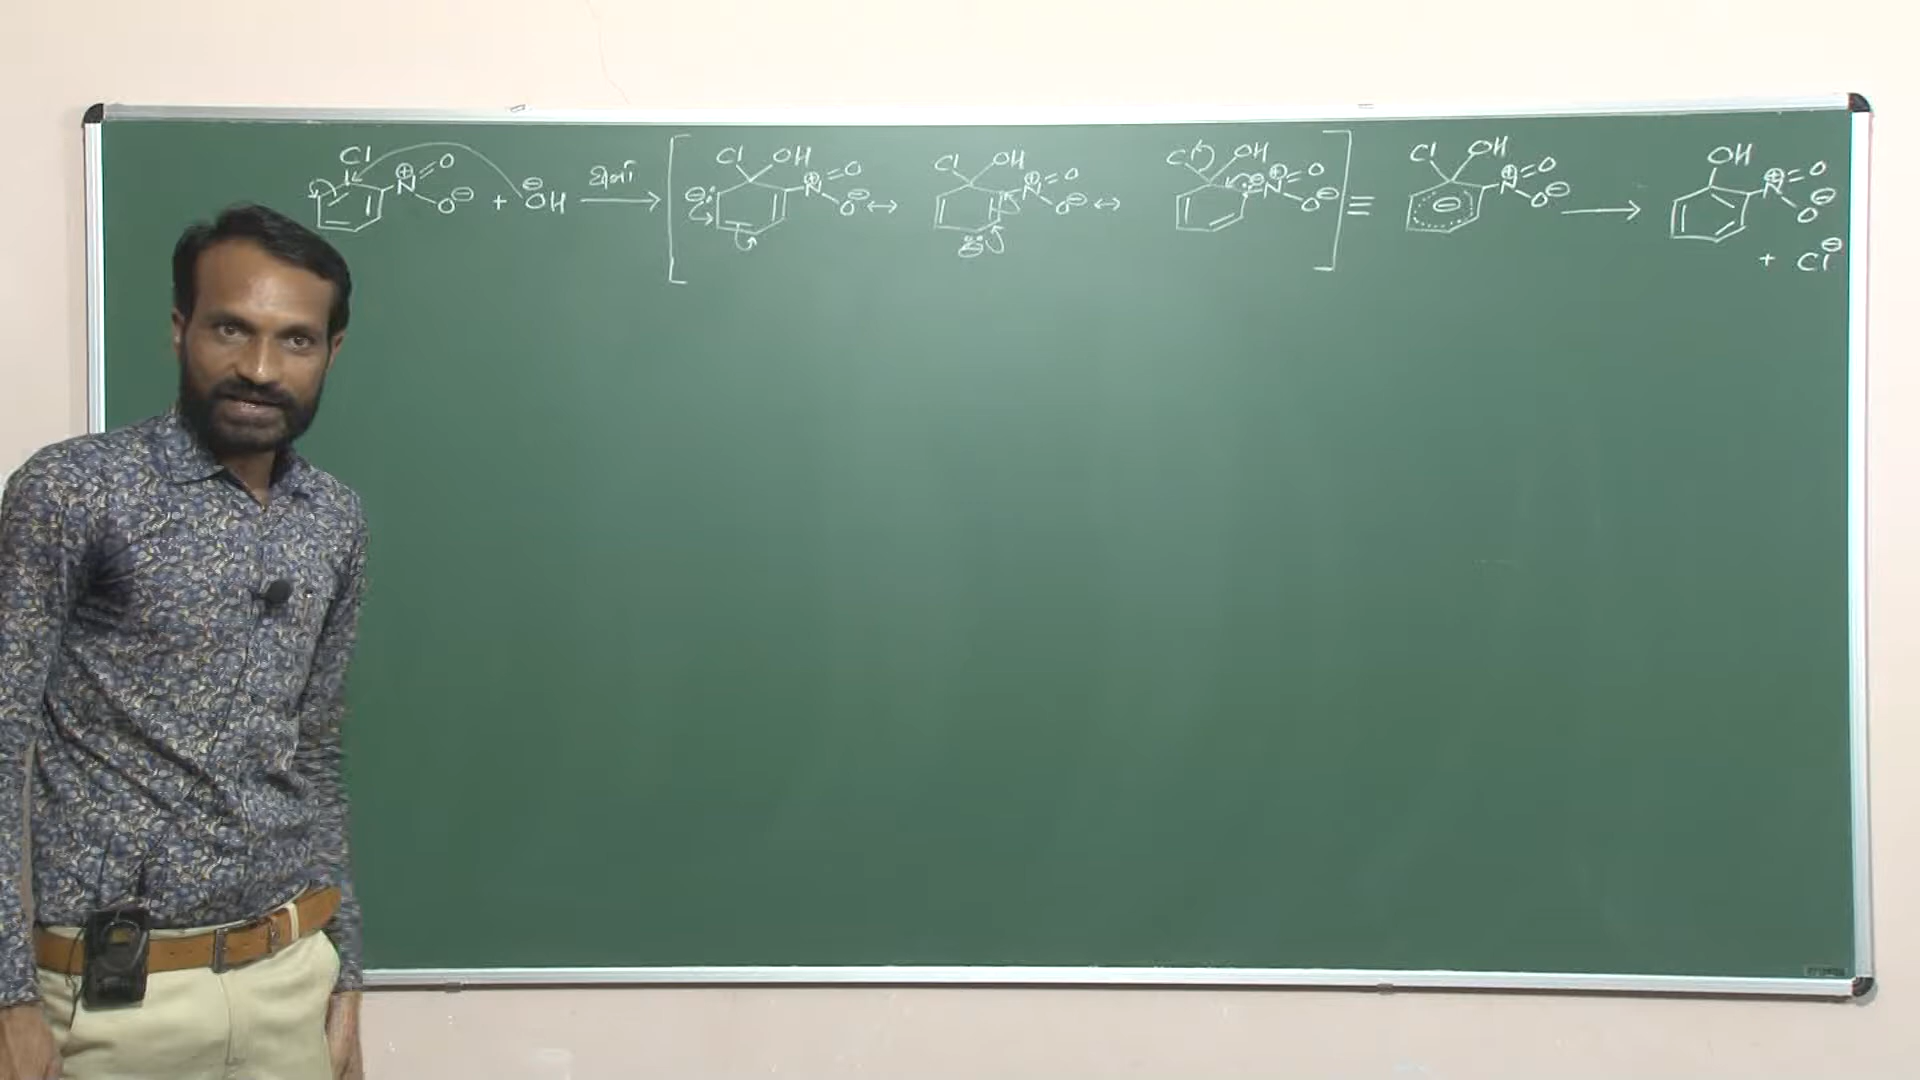 Cl Cl OH Cl OH Cl OH Cl OH OH
N⊕ =O O⊖ + ⊖OH ધીમી → [ ⊖: N⊕ =O O⊖ ↔ N⊕ =O O⊖ ↔ ⊖ N⊕ =O O⊖ ] ≡ ⊖ N⊕ =O O⊖ → N⊕ =O O⊖
+ Cl⊖